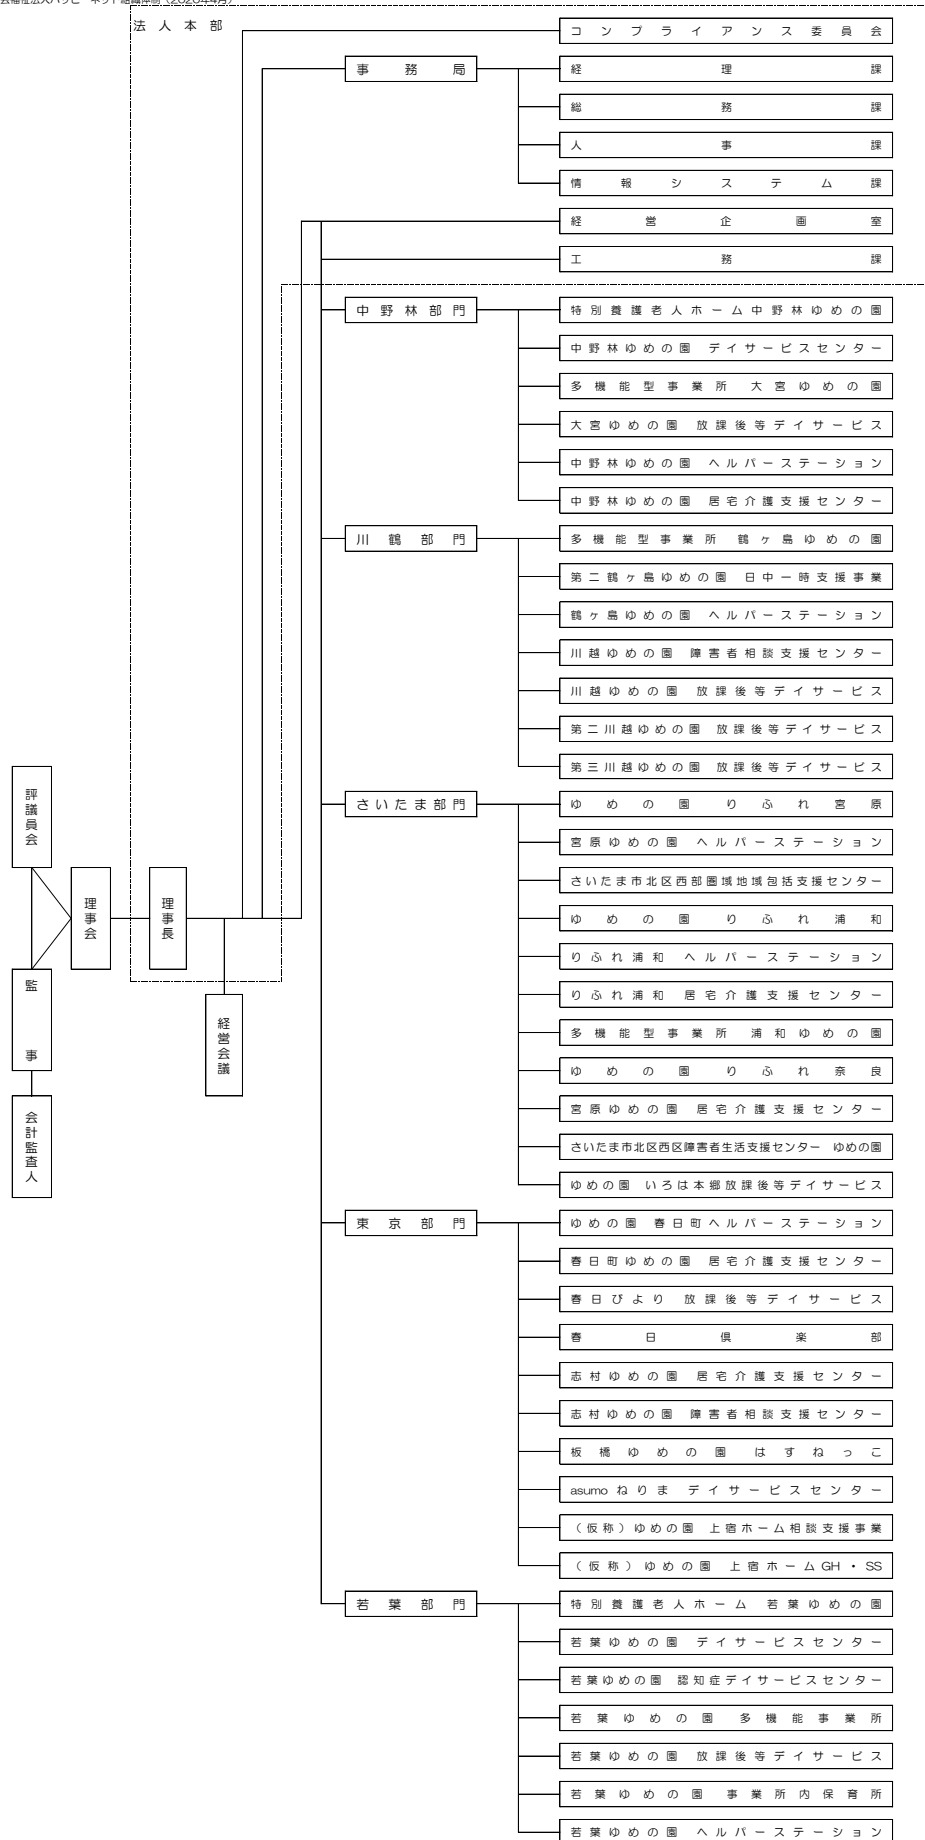 法人本部
コンプライアンス委員会
事務局
経理課
総務課
人事課
情報システム課
経営企画室
工務課
中野林部門
特別養護老人ホーム中野林ゆめの園
中野林ゆめの園 デイサービスセンター
多機能型事業所 大宮ゆめの園
大宮ゆめの園 放課後等デイサービス
中野林ゆめの園 ヘルパーステーション
中野林ゆめの園 居宅介護支援センター
川鶴部門
多機能型事業所 鶴ヶ島ゆめの園
第二鶴ヶ島ゆめの園 日中一時支援事業
鶴ヶ島ゆめの園 ヘルパーステーション
川越ゆめの園 障害者相談支援センター
川越ゆめの園 放課後等デイサービス
第二川越ゆめの園 放課後等デイサービス
第三川越ゆめの園 放課後等デイサービス
評議員会
理事会
理事長
監事
会計監査人
経営会議
さいたま部門
ゆめの園りふれ宮原
宮原ゆめの園 ヘルパーステーション
さいたま市北区西部圏域地域包括支援センター
ゆめの園りふれ浦和
りふれ浦和 ヘルパーステーション
りふれ浦和 居宅介護支援センター
多機能型事業所 浦和ゆめの園
ゆめの園りふれ奈良
宮原ゆめの園 居宅介護支援センター
さいたま市北区西区障害者生活支援センター ゆめの園
ゆめの園 いろは本郷放課後等デイサービス
東京部門
ゆめの園 春日町ヘルパーステーション
春日町ゆめの園 居宅介護支援センター
春日びより 放課後等デイサービス
春日倶楽部
志村ゆめの園 居宅介護支援センター
志村ゆめの園 障害者相談支援センター
板橋ゆめの園 はすねっこ
asumo ねりま デイサービスセンター
（仮称）ゆめの園 上宿ホーム相談支援事業
（仮称）ゆめの園 上宿ホームGH・SS
若葉部門
特別養護老人ホーム 若葉ゆめの園
若葉ゆめの園 デイサービスセンター
若葉ゆめの園 認知症デイサービスセンター
若葉ゆめの園 多機能事業所
若葉ゆめの園 放課後等デイサービス
若葉ゆめの園 事業所内保育所
若葉ゆめの園 ヘルパーステーション